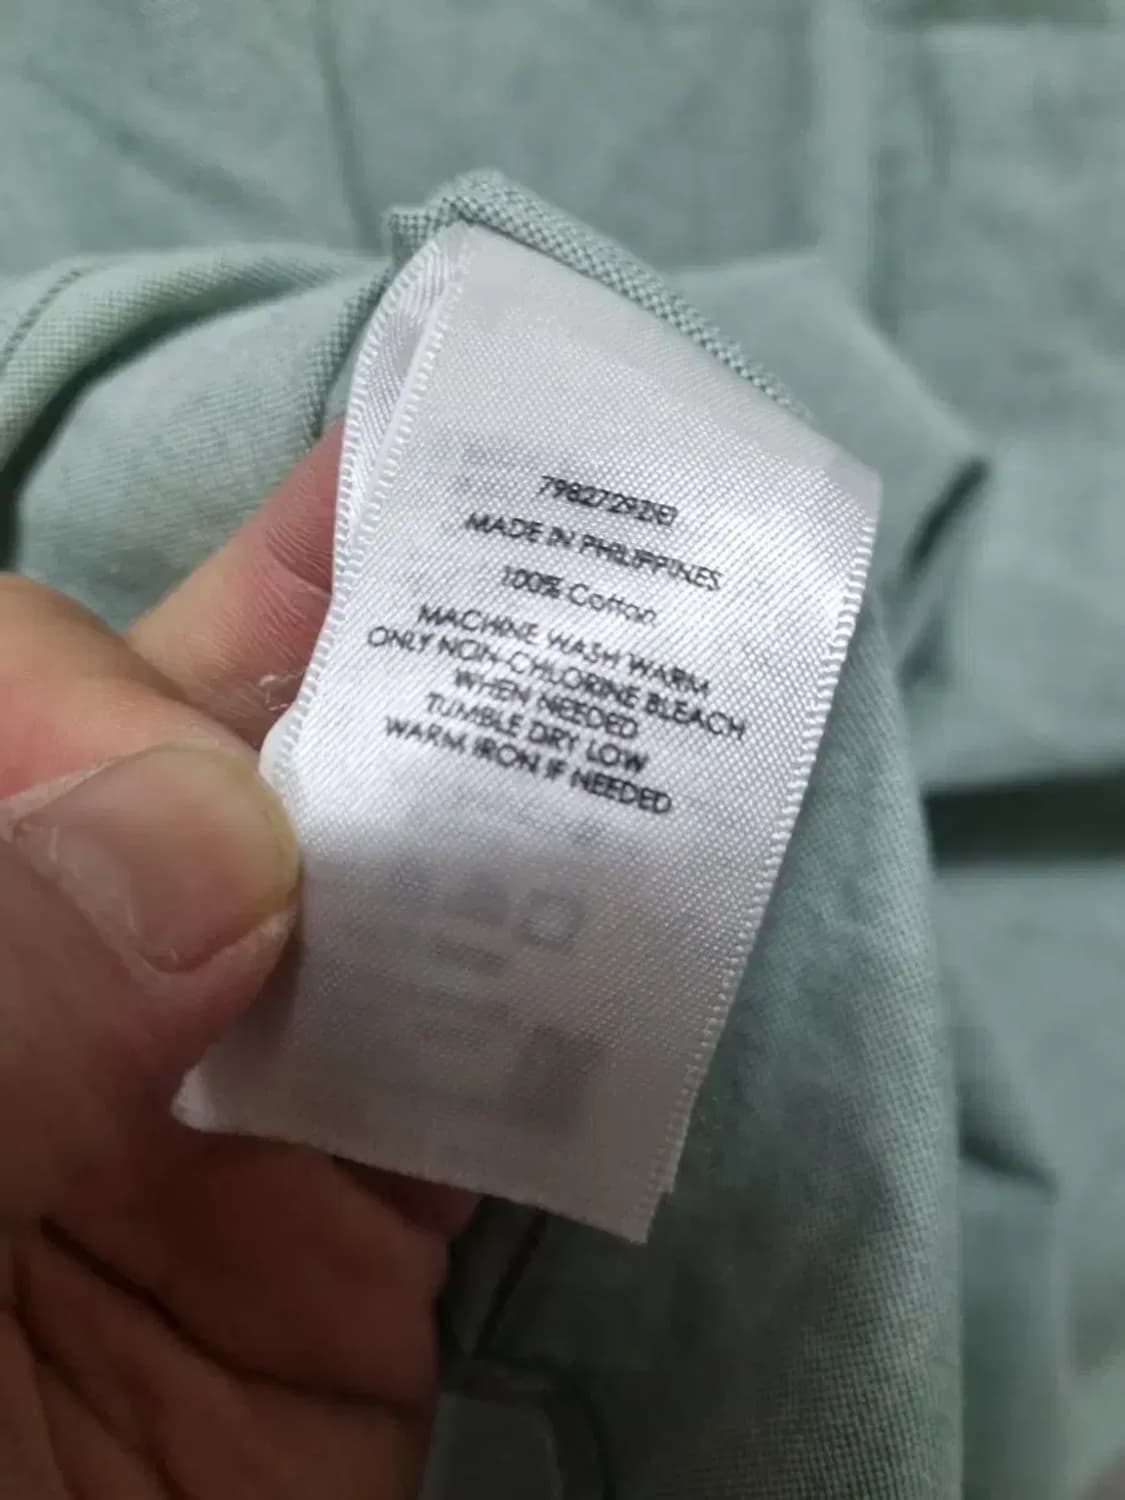 MADE IN PHILIPPINES
100% Cotton
MACHINE WASH WARM
ONLY NON-CHLORINE BLEACH
WHEN NEEDED
TUMBLE DRY LOW
WARM IRON IF NEEDED